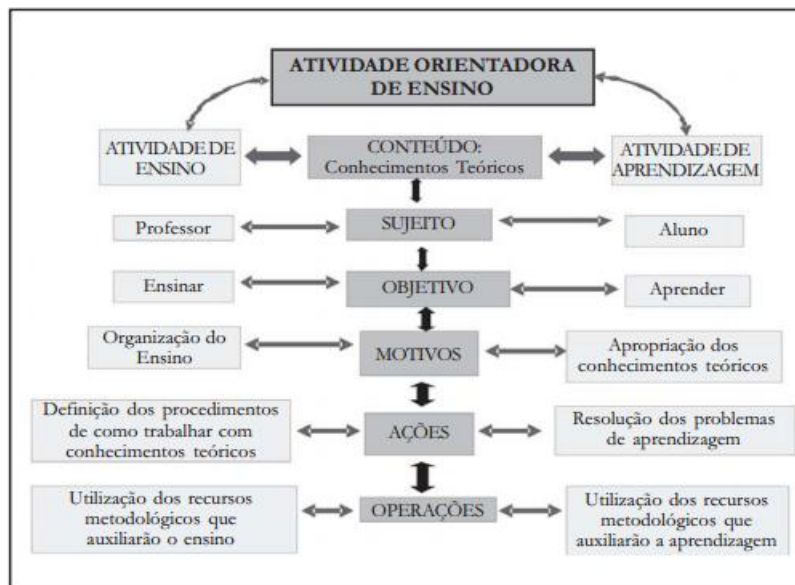 ATIVIDADE ORIENTADORA
DE ENSINO
ATIVIDADE DE
ENSINO
CONTEÚDO:
Conhecimentos Teóricos
ATIVIDADE DE
APRENDIZAGEM
Professor
SUJEITO
Aluno
Ensinar
OBJETIVO
Aprender
Organização do
Ensino
MOTIVOS
Apropriação dos
conhecimentos teóricos
Definição dos procedimentos
de como trabalhar com
conhecimentos teóricos
AÇÕES
Resolução dos problemas
de aprendizagem
Utilização dos recursos
metodológicos que
auxiliarão o ensino
OPERAÇÕES
Utilização dos recursos
metodológicos que
auxiliarão a aprendizagem